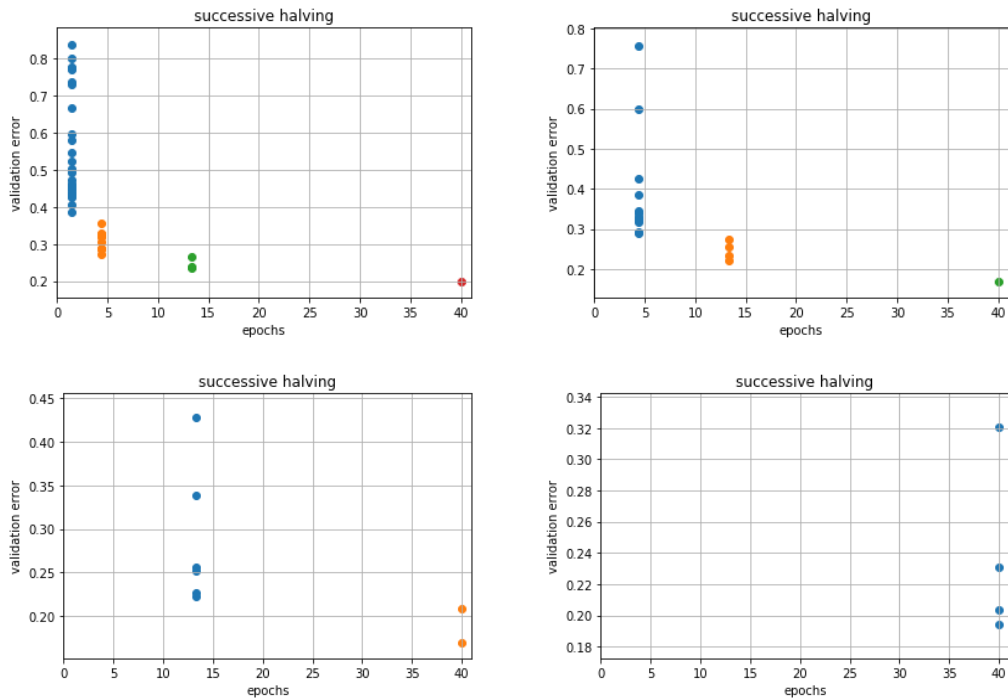 successive halving
validation error
0.8
0.7
0.6
0.5
0.4
0.3
0.2
0 5 10 15 20 25 30 35 40
epochs
successive halving
validation error
0.8
0.7
0.6
0.5
0.4
0.3
0.2
0 5 10 15 20 25 30 35 40
epochs
successive halving
validation error
0.45
0.40
0.35
0.30
0.25
0.20
0 5 10 15 20 25 30 35 40
epochs
successive halving
validation error
0.34
0.32
0.30
0.28
0.26
0.24
0.22
0.20
0.18
0 5 10 15 20 25 30 35 40
epochs